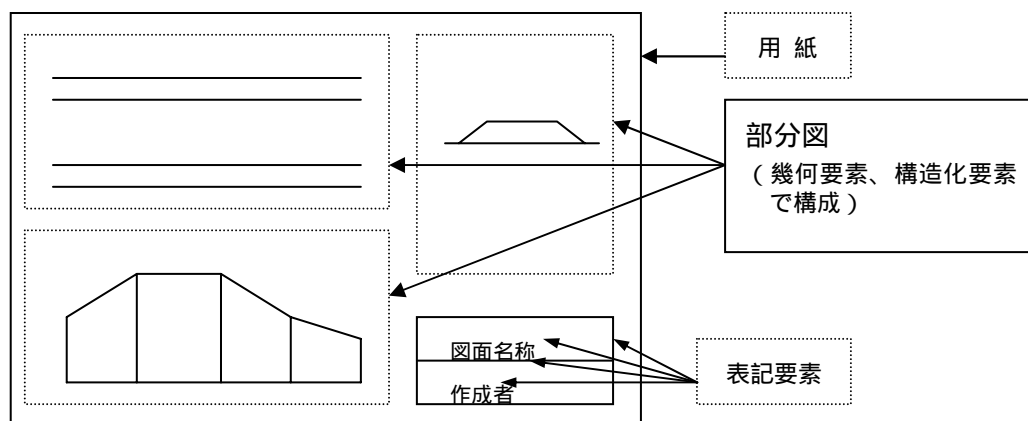 用 紙
部分図
（幾何要素、構造化要素
で構成）
図面名称
作成者
表記要素